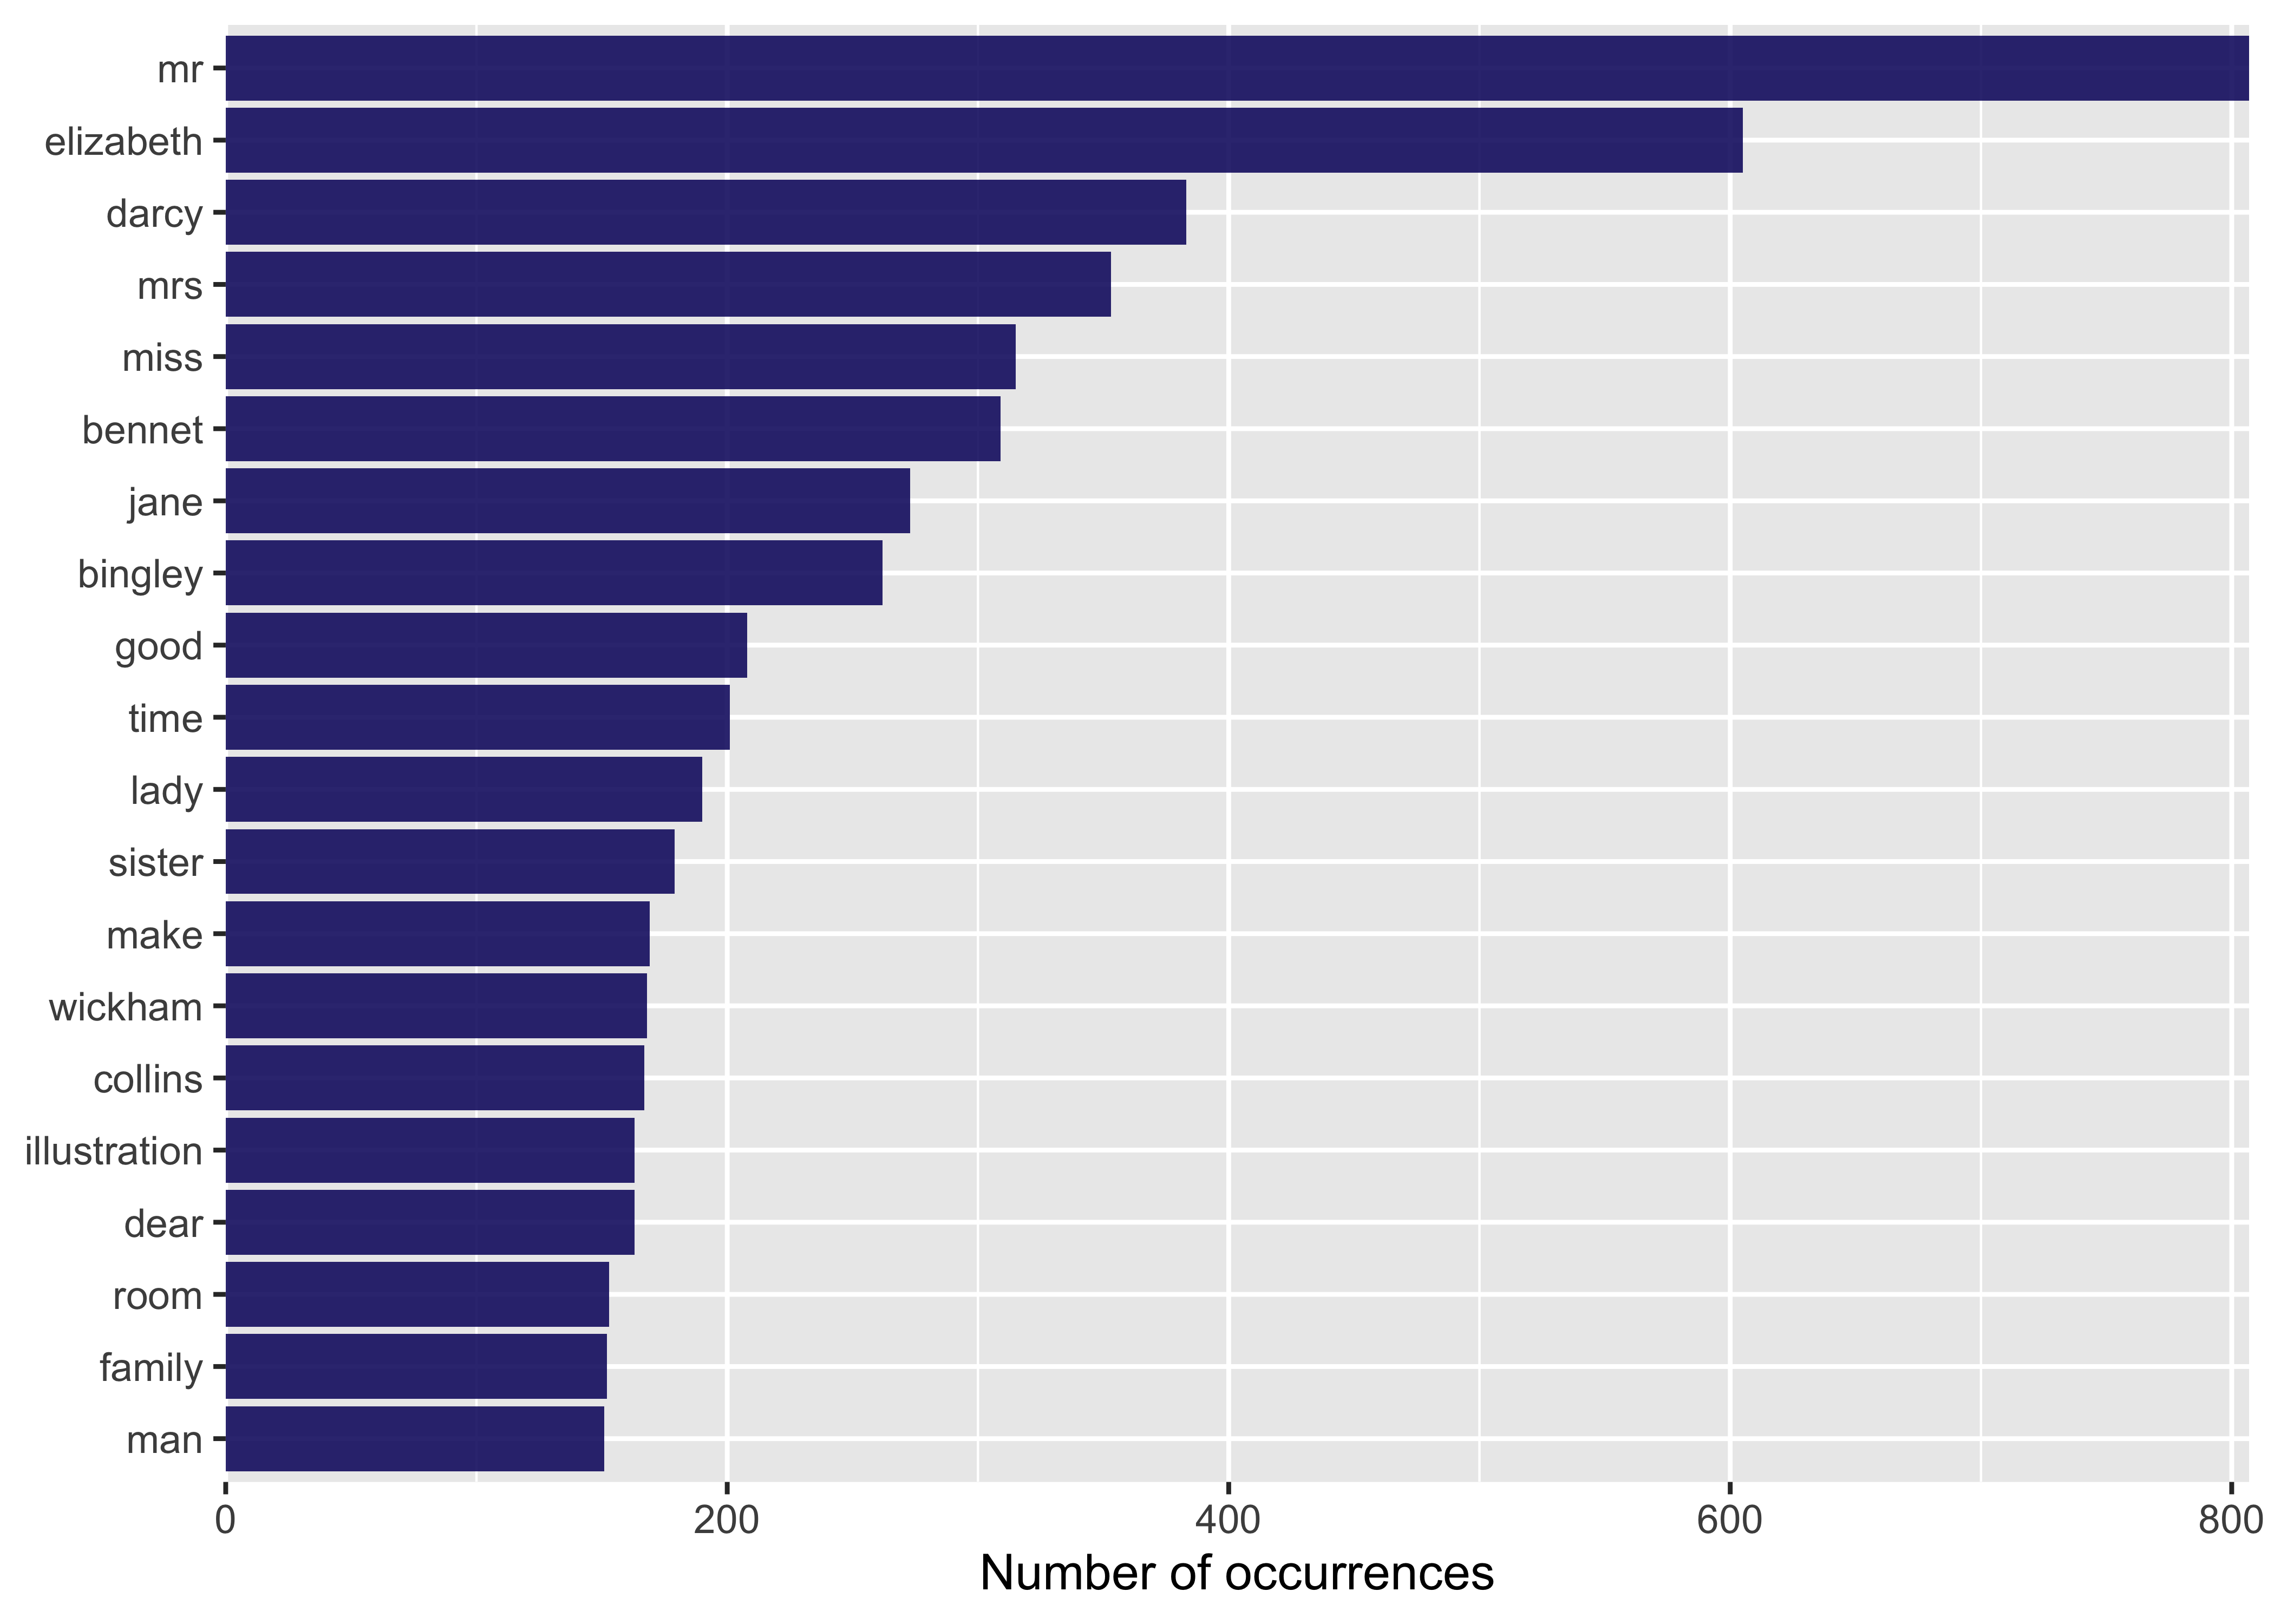 mr
elizabeth
darcy
mrs
miss
bennet
jane
bingley
good
time
lady
sister
make
wickham
collins
illustration
dear
room
family
man
0 200 400 600 800
Number of occurrences